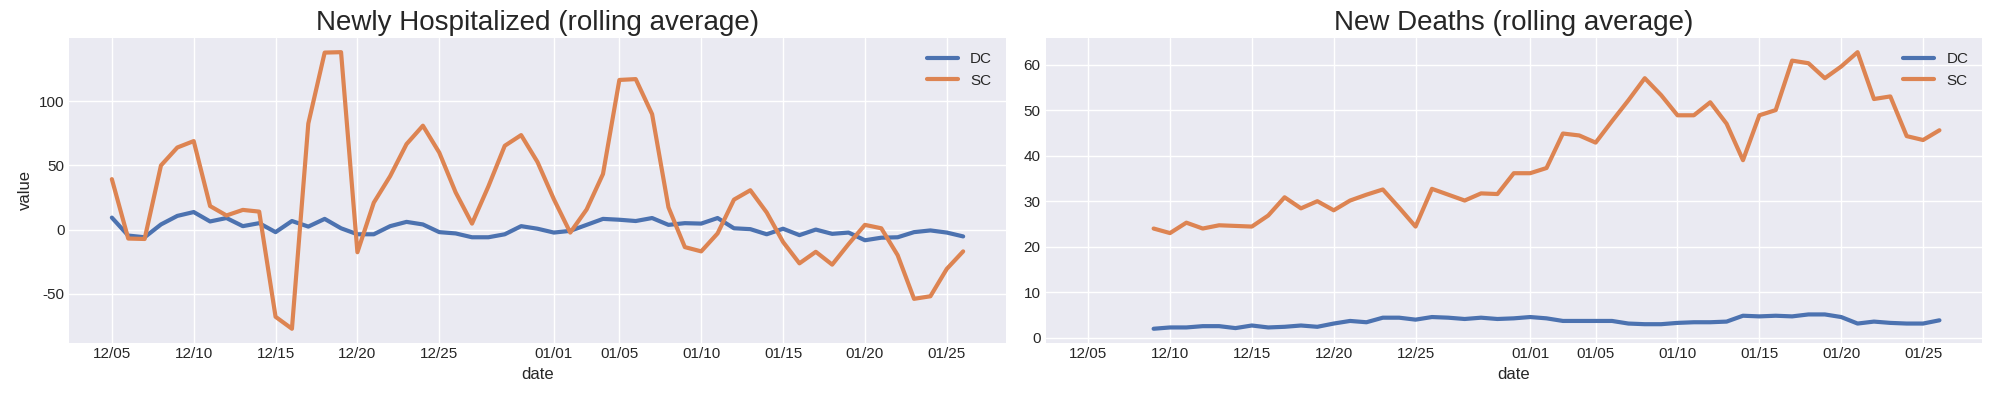 Newly Hospitalized (rolling average)
DC
SC
100
50
0
-50
value
12/05 12/10 12/15 12/20 12/25 01/01 01/05 01/10 01/15 01/20 01/25
date
New Deaths (rolling average)
DC
SC
60
50
40
30
20
10
0
12/05 12/10 12/15 12/20 12/25 01/01 01/05 01/10 01/15 01/20 01/25
date